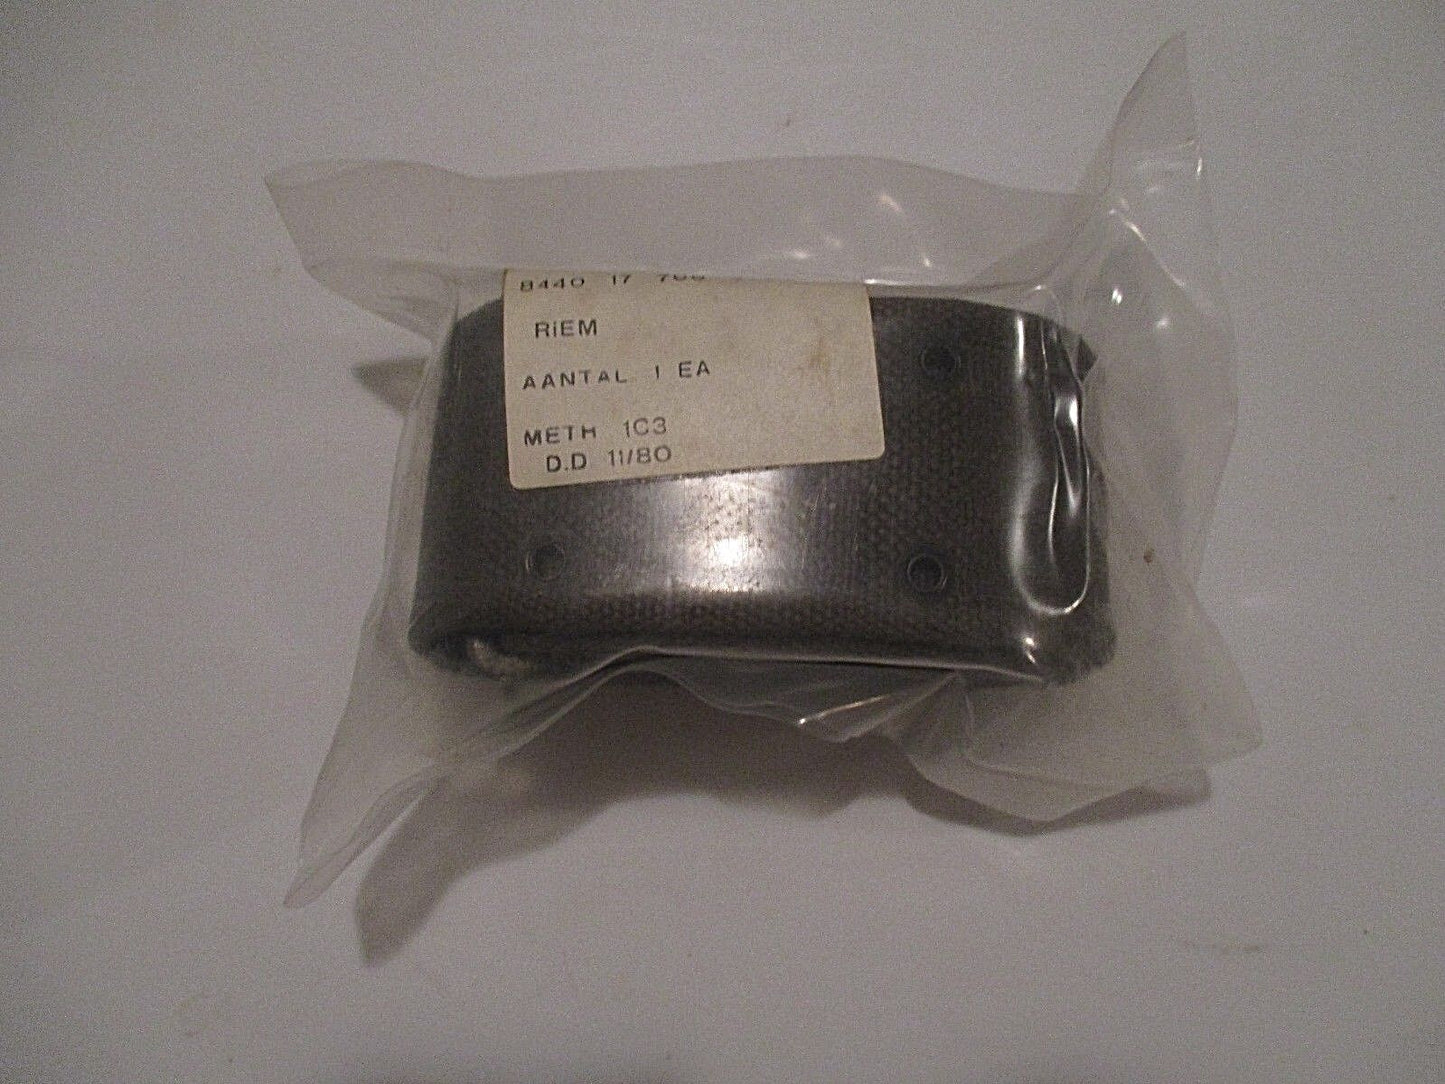 8440 17
RIEM
AANTAL 1 EA
METH 1C3
D.D 11/80